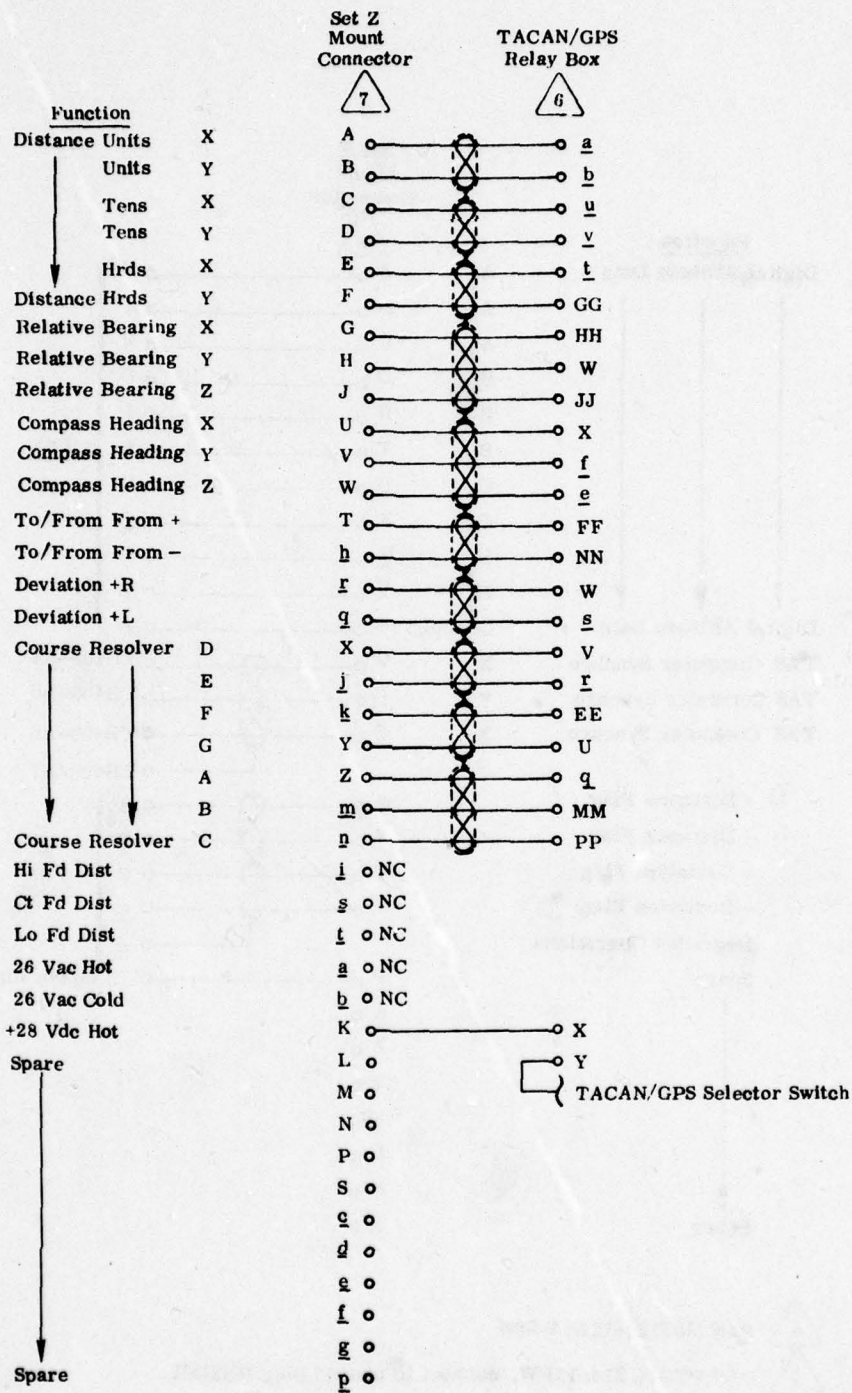 Set Z Mount Connector
TACAN/GPS Relay Box
7
6
Function
Distance Units X A a
Units Y B b
Tens X C u
Tens Y D v
Hrds X E t
Distance Hrds Y F GG
Relative Bearing X G HH
Relative Bearing Y H W
Relative Bearing Z J JJ
Compass Heading X U X
Compass Heading Y V f
Compass Heading Z W e
To/From From + T FF
To/From From - h NN
Deviation +R r W
Deviation +L q s
Course Resolver D X V
E j r
F k EE
G Y U
A Z q
B m MM
Course Resolver C n PP
Hi Fd Dist i NC
Ct Fd Dist s NC
Lo Fd Dist t NC
26 Vac Hot a NC
26 Vac Cold b NC
+28 Vdc Hot K X
Spare L Y
M TACAN/GPS Selector Switch
N
P
S
c
d
e
f
g
Spare p